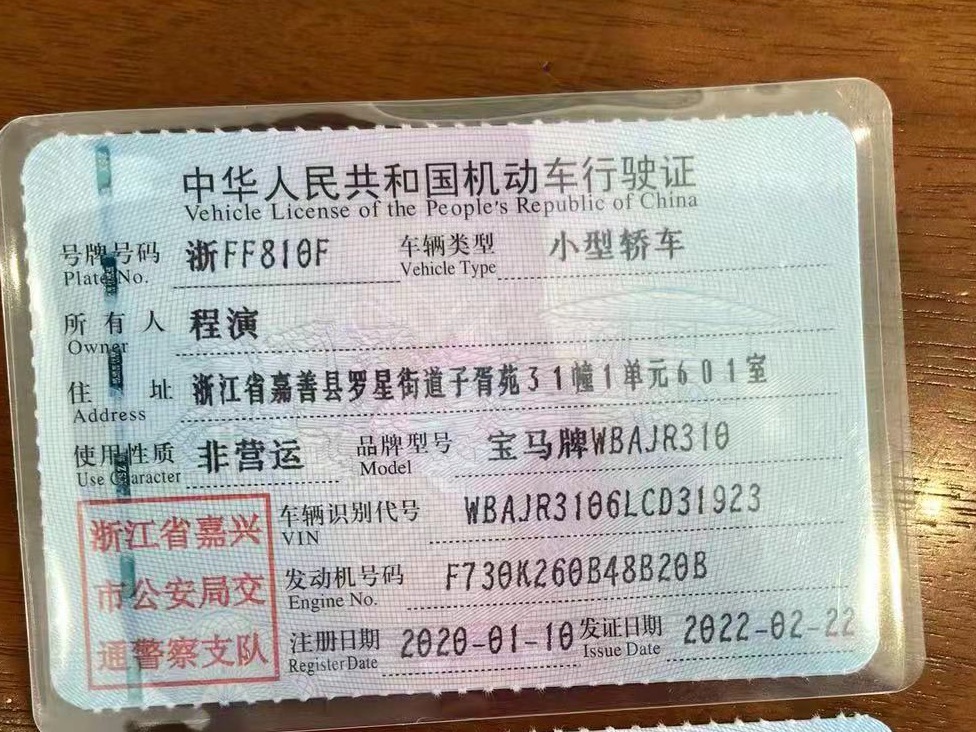 中华人民共和国机动车行驶证
Vehicle License of the People's Republic of China
号牌号码 浙FF810F 车辆类型 小型轿车
Plate No. Vehicle Type
所有人 程演
Owner
住址 浙江省嘉善县罗星街道子胥苑31幢1单元601室
Address
使用性质 非营运 品牌型号 宝马牌WBAJR310
Use Character Model
浙江省嘉兴
市公安局交
通警察支队
车辆识别代号 WBAJR3106LCD31923
VIN
发动机号码 F730K260B48B20B
Engine No.
注册日期 2020-01-10 发证日期 2022-02-22
Register Date Issue Date